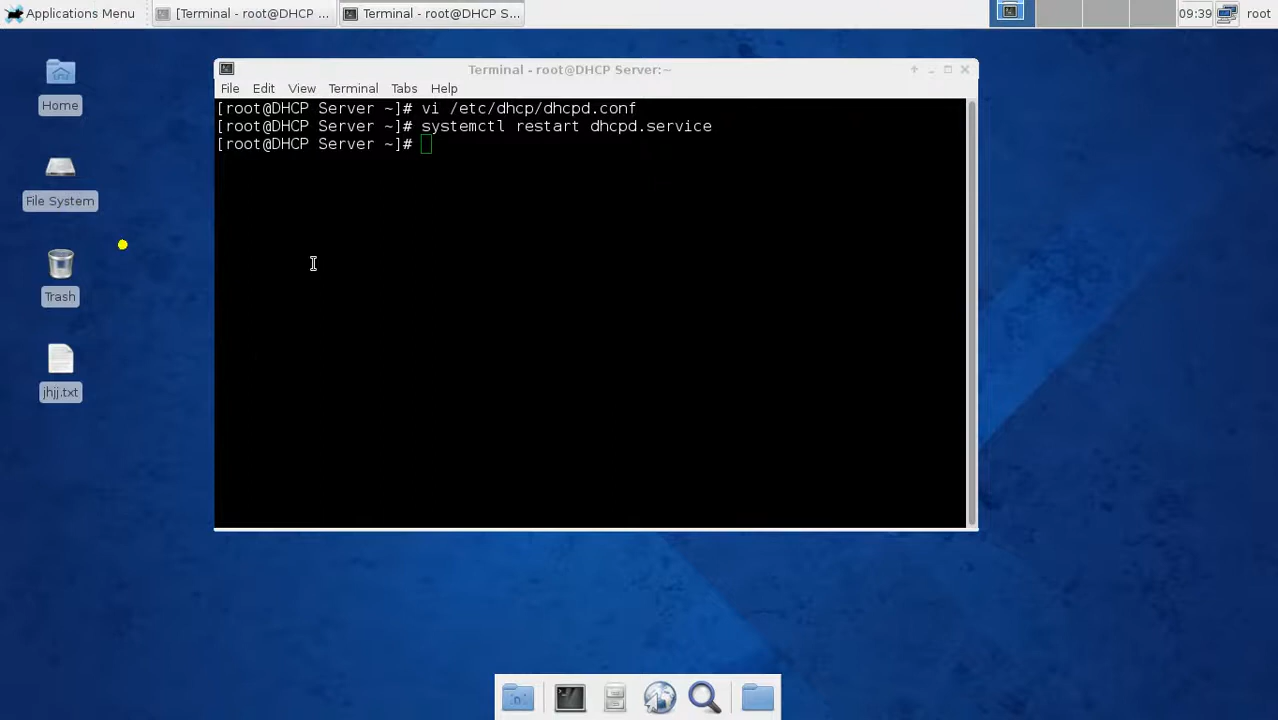 Applications Menu
[Terminal - root@DHCP ...
Terminal - root@DHCP S...
09:39
root
Terminal - root@DHCP Server:~
File Edit View Terminal Tabs Help
[root@DHCP Server ~]# vi /etc/dhcp/dhcpd.conf
[root@DHCP Server ~]# systemctl restart dhcpd.service
[root@DHCP Server ~]#
Home
File System
Trash
jhjj.txt